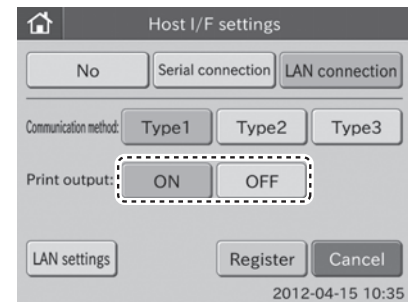 Host I/F settings
No Serial connection LAN connection
Communication method: Type1 Type2 Type3
Print output: ON OFF
LAN settings Register Cancel
2012-04-15 10:35